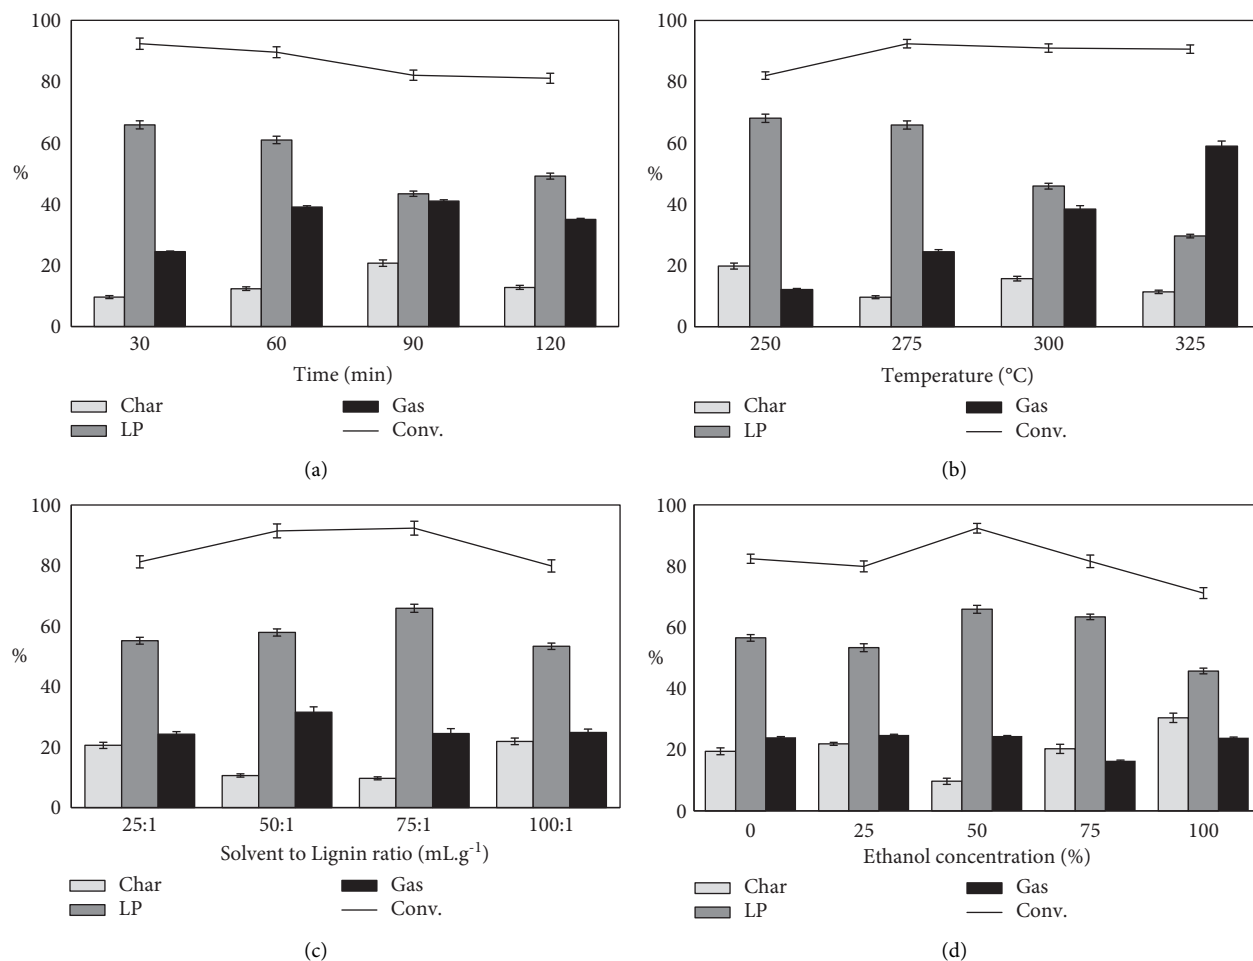 100
80
60
%
40
20
0
30 60 90 120
Time (min)
Char Gas
LP Conv.
(a)
100
80
60
%
40
20
0
250 275 300 325
Temperature (°C)
Char Gas
LP Conv.
(b)
100
80
60
%
40
20
0
25:1 50:1 75:1 100:1
Solvent to Lignin ratio (mL.g-1)
Char Gas
LP Conv.
(c)
100
80
60
%
40
20
0
0 25 50 75 100
Ethanol concentration (%)
Char Gas
LP Conv.
(d)